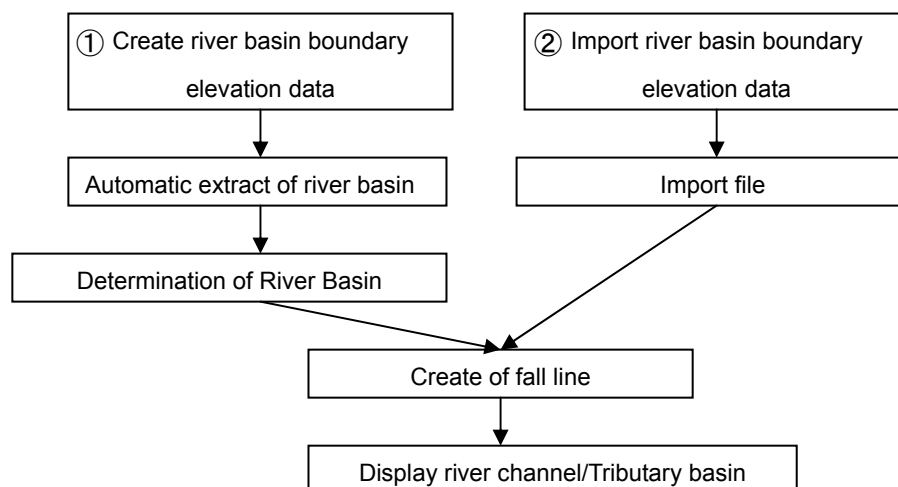 ① Create river basin boundary
elevation data
② Import river basin boundary
elevation data
Automatic extract of river basin
Import file
Determination of River Basin
Create of fall line
Display river channel/Tributary basin